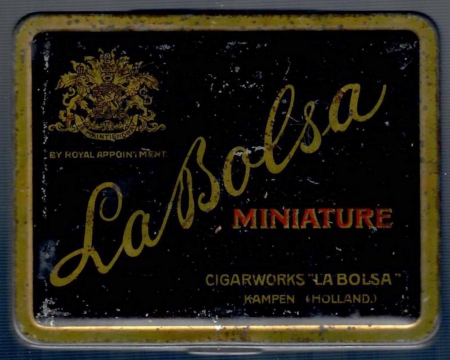 BY ROYAL APPOINTMENT
La Bolsa
MINIATURE
CIGARWORKS "LA BOLSA"
KAMPEN (HOLLAND.)